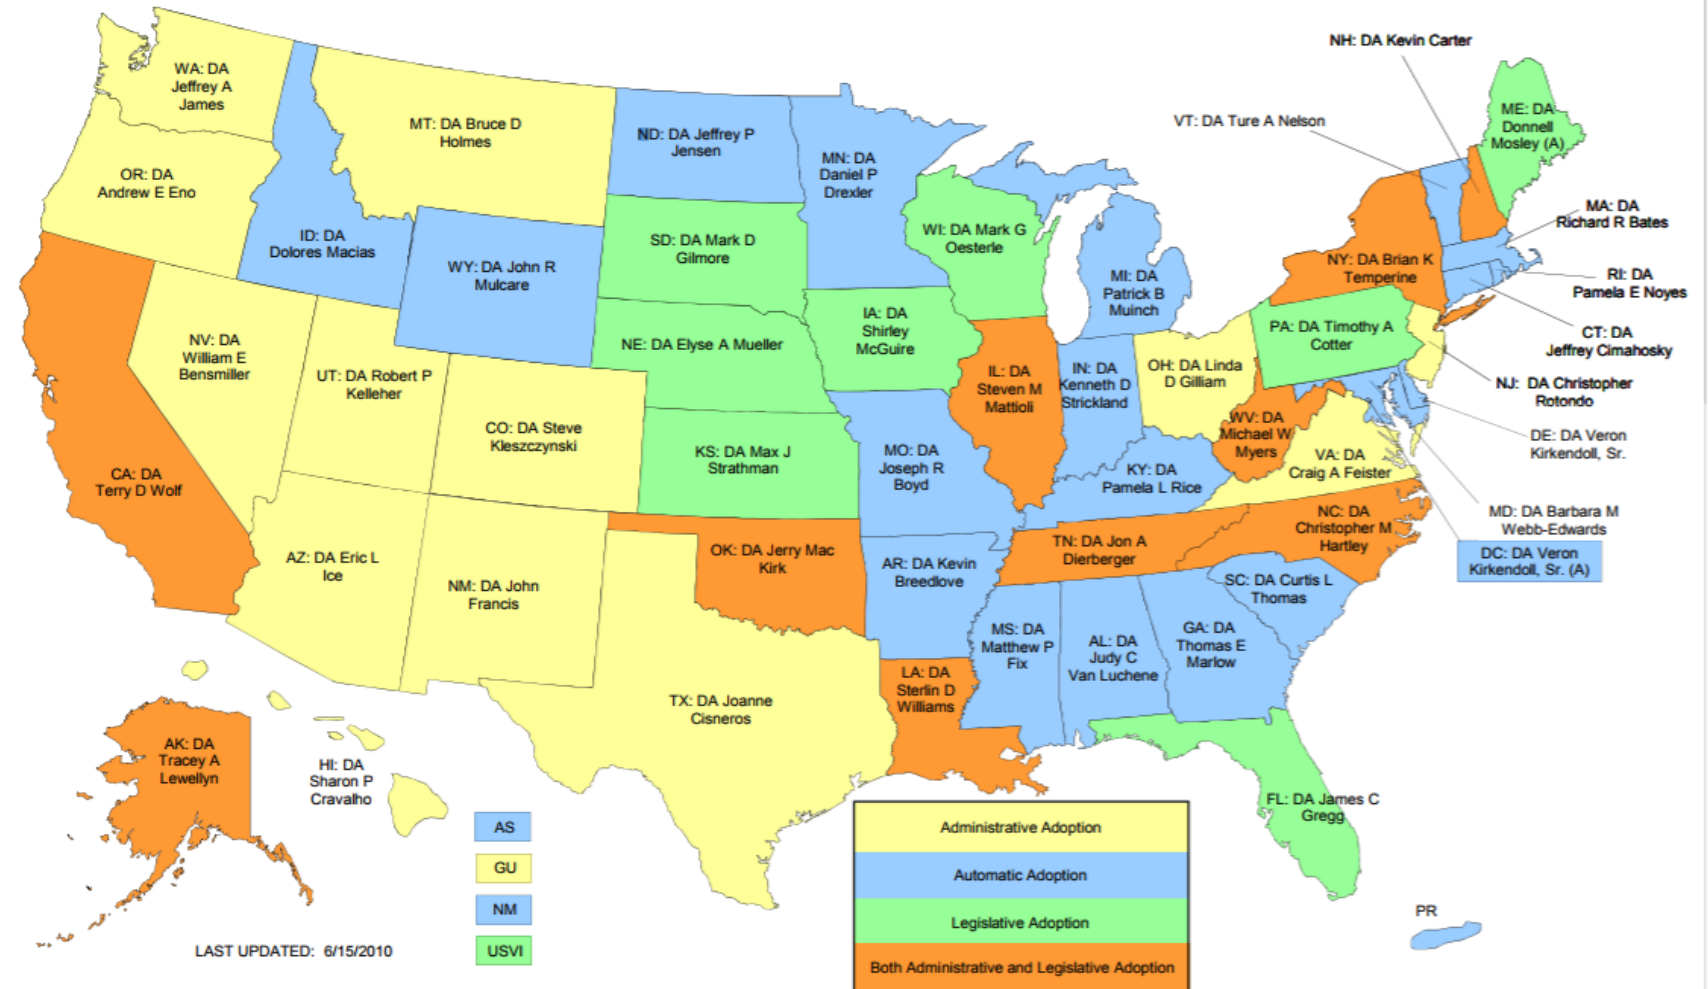 NH: DA Kevin Carter
WA: DA
Jeffrey A
James
ME: DA
Donnell
Mosley (A)
VT: DA Ture A Nelson
MT: DA Bruce D
Holmes
ND: DA Jeffrey P
Jensen
MN: DA
Daniel P
Drexler
OR: DA
Andrew E Eno
MA: DA
Richard R Bates
ID: DA
Dolores Macias
SD: DA Mark D
Gilmore
WI: DA Mark G
Oesterle
WY: DA John R
Mulcare
MI: DA
Patrick B
Muinch
NY: DA Brian K
Temperine
RI: DA
Pamela E Noyes
NV: DA
William E
Bensmiller
NE: DA Elyse A Mueller
IA: DA
Shirley
McGuire
PA: DA Timothy A
Cotter
CT: DA
Jeffrey Cimahosky
UT: DA Robert P
Kelleher
IL: DA
Steven M
Mattioli
IN: DA
Kenneth D
Strickland
OH: DA Linda
D Gilliam
NJ: DA Christopher
Rotondo
CO: DA Steve
Kleszczynski
KS: DA Max J
Strathman
MO: DA
Joseph R
Boyd
WV: DA
Michael W
Myers
VA: DA
Craig A Feister
DE: DA Veron
Kirkendoll, Sr.
CA: DA
Terry D Wolf
KY: DA
Pamela L Rice
MD: DA Barbara M
Webb-Edwards
AZ: DA Eric L
Ice
NM: DA John
Francis
OK: DA Jerry Mac
Kirk
AR: DA Kevin
Breedlove
TN: DA Jon A
Dierberger
NC: DA
Christopher M
Hartley
DC: DA Veron
Kirkendoll, Sr. (A)
SC: DA Curtis L
Thomas
MS: DA
Matthew P
Fix
AL: DA
Judy C
Van Luchene
GA: DA
Thomas E
Marlow
TX: DA Joanne
Cisneros
LA: DA
Sterlin D
Williams
AK: DA
Tracey A
Lewellyn
HI: DA
Sharon P
Cravalho
FL: DA James C
Gregg
AS
GU
NM
USVI
Administrative Adoption
Automatic Adoption
Legislative Adoption
Both Administrative and Legislative Adoption
PR
LAST UPDATED: 6/15/2010